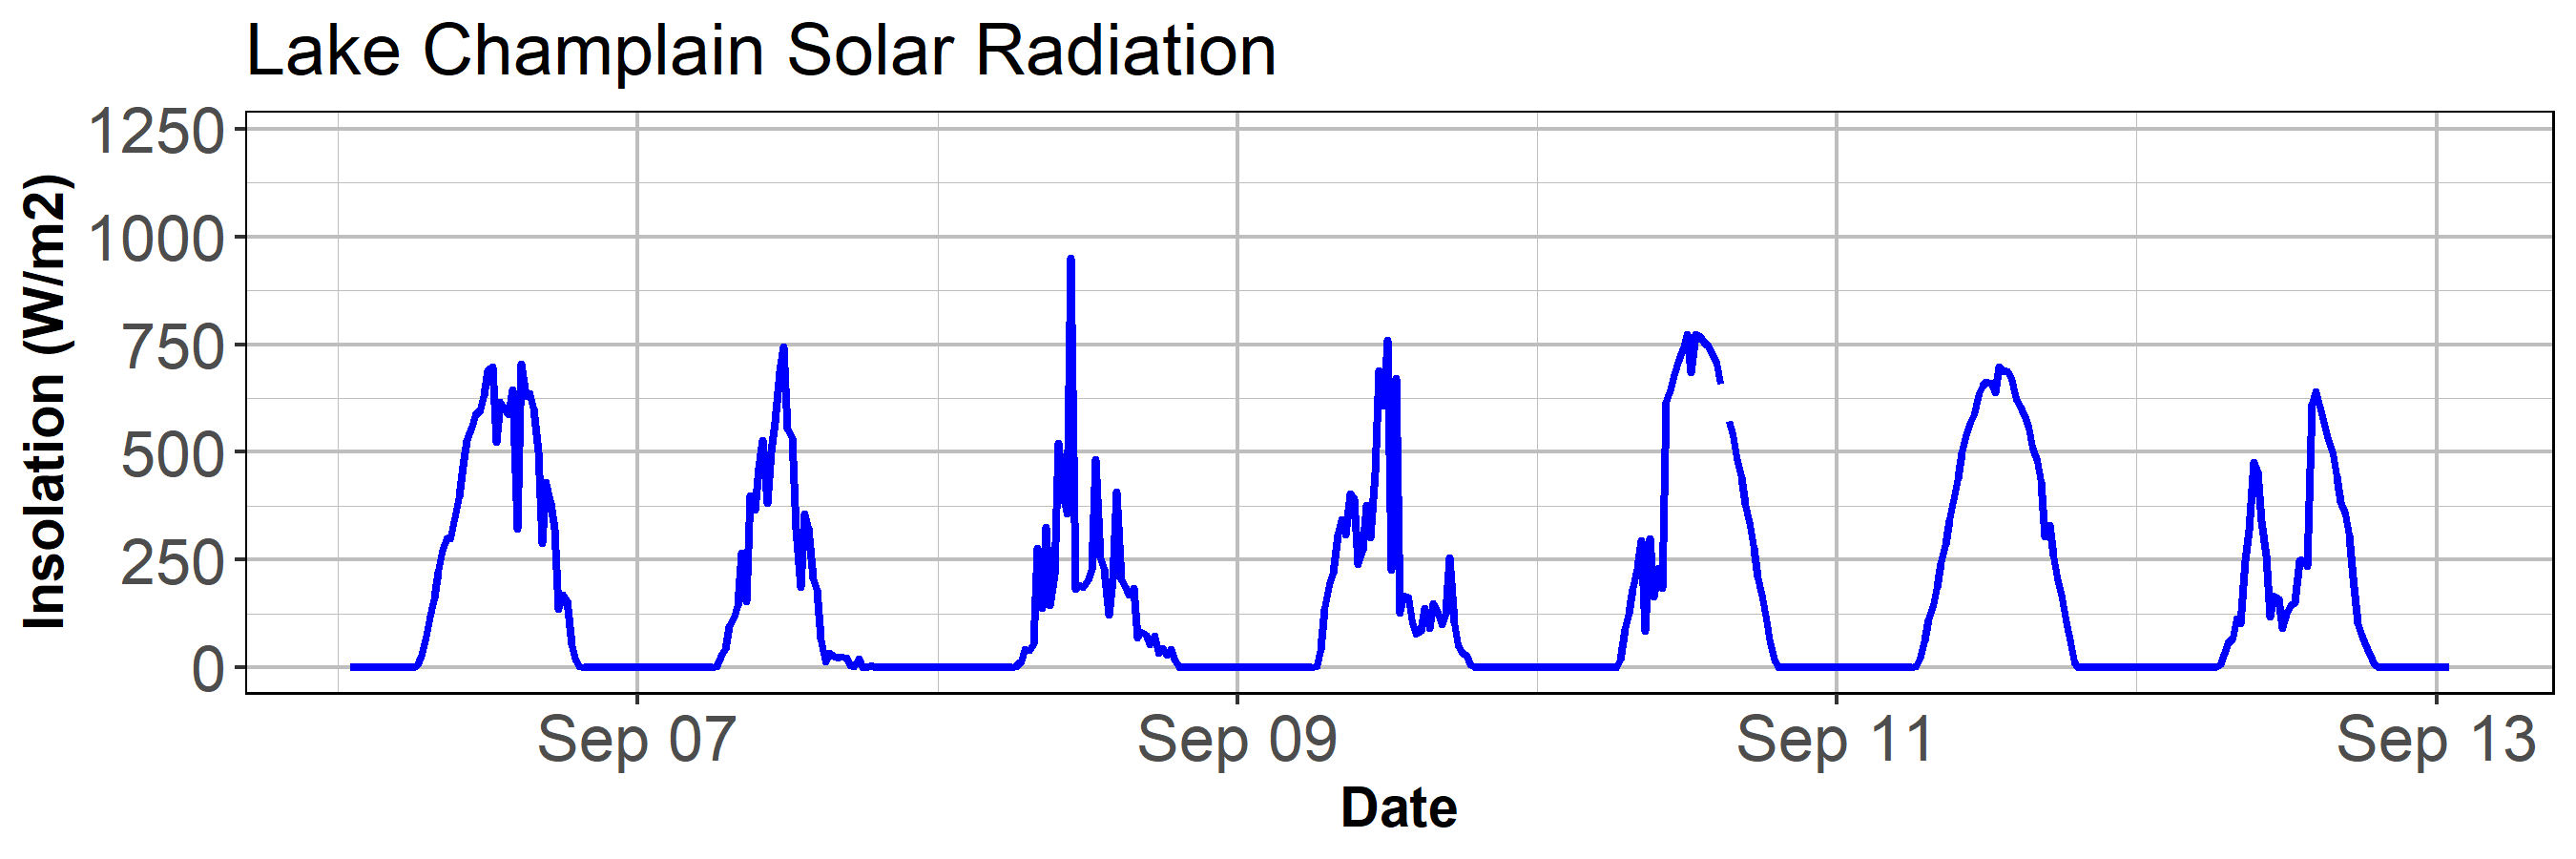 Lake Champlain Solar Radiation
1250
1000
750
500
250
0
Insolation (W/m2)
Sep 07
Sep 09
Sep 11
Sep 13
Date